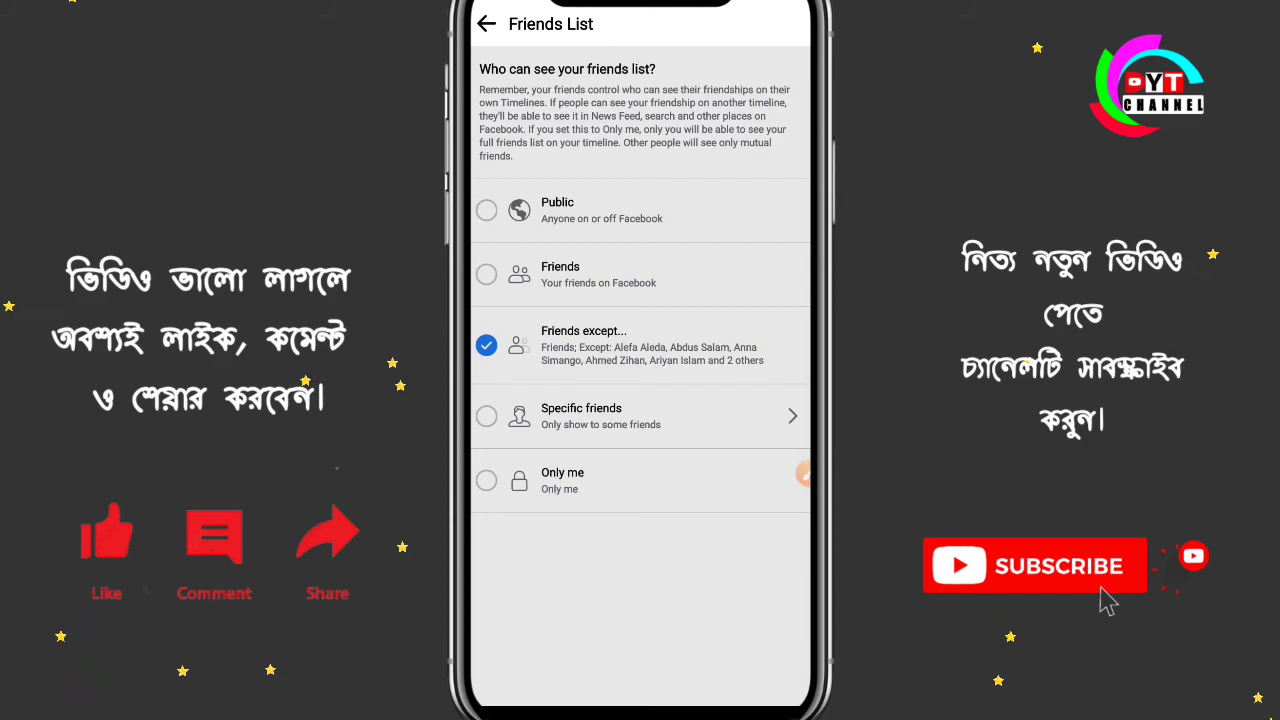 Friends List
Who can see your friends list?
Remember, your friends control who can see their friendships on their
own Timelines. If people can see your friendship on another timeline,
they'll be able to see it in News Feed, search and other places on
Facebook. If you set this to Only me, only you will be able to see your
full friends list on your timeline. Other people will see only mutual
friends.
Public
Anyone on or off Facebook
Friends
Your friends on Facebook
Friends except...
Friends; Except: Alefa Aleda, Abdus Salam, Anna
Simango, Ahmed Zihan, Ariyan Islam and 2 others
Specific friends
Only show to some friends
Only me
Only me
ভিডিও ভালো লাগলে
অবশ্যই লাইক, কমেন্ট
ও শেয়ার করবেন।
Like
Comment
Share
YT
CHANNEL
নিত্য নতুন ভিডিও
পেতে
চ্যানেলটি সাবস্ক্রাইব
করুন।
SUBSCRIBE